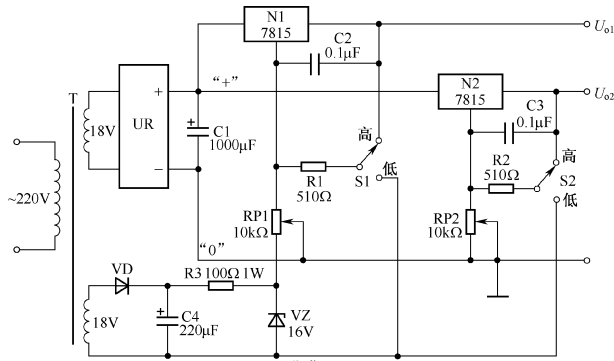 N1
7815
C2
0.1μF
Uo1
T
"+"
N2
7815
Uo2
+
UR
−
18V
+
C1
1000μF
高
低
S1
R1
510Ω
C3
0.1μF
高
R2
510Ω
S2
低
~220V
RP1
10kΩ
RP2
10kΩ
"0"
VD
R3 100Ω 1W
18V
+
C4
220μF
VZ
16V